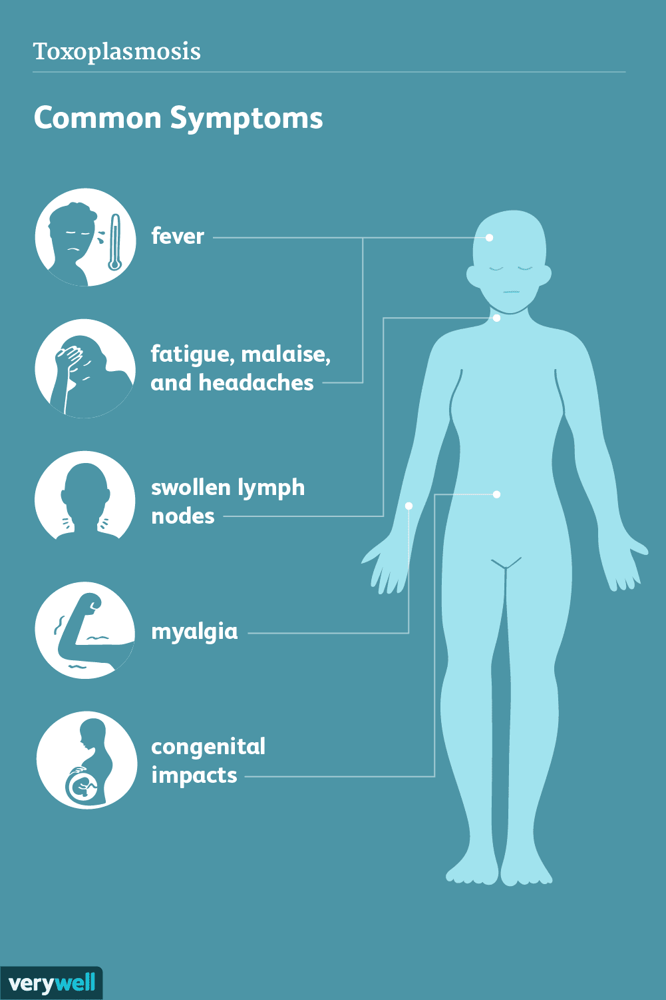 Toxoplasmosis
Common Symptoms
fever
fatigue, malaise,
and headaches
swollen lymph
nodes
myalgia
congenital
impacts
verywell